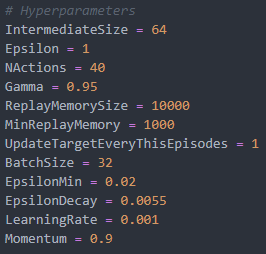 # Hyperparameters
IntermediateSize = 64
Epsilon = 1
NActions = 40
Gamma = 0.95
ReplayMemorySize = 10000
MinReplayMemory = 1000
UpdateTargetEveryThisEpisodes = 1
BatchSize = 32
EpsilonMin = 0.02
EpsilonDecay = 0.0055
LearningRate = 0.001
Momentum = 0.9